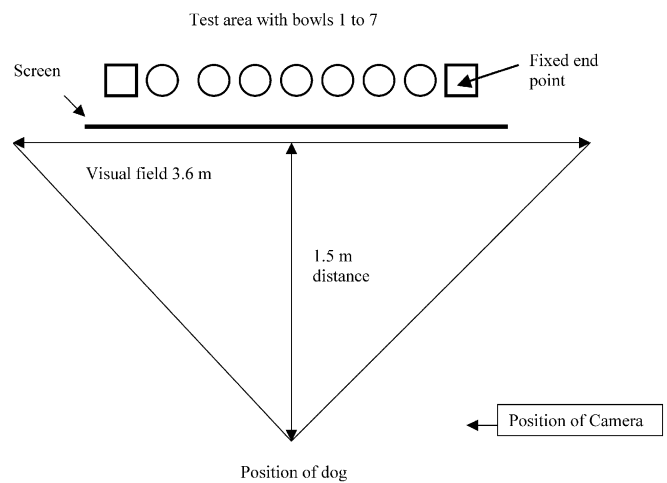 Test area with bowls 1 to 7
Screen
Fixed end
point
Visual field 3.6 m
1.5 m
distance
Position of Camera
Position of dog